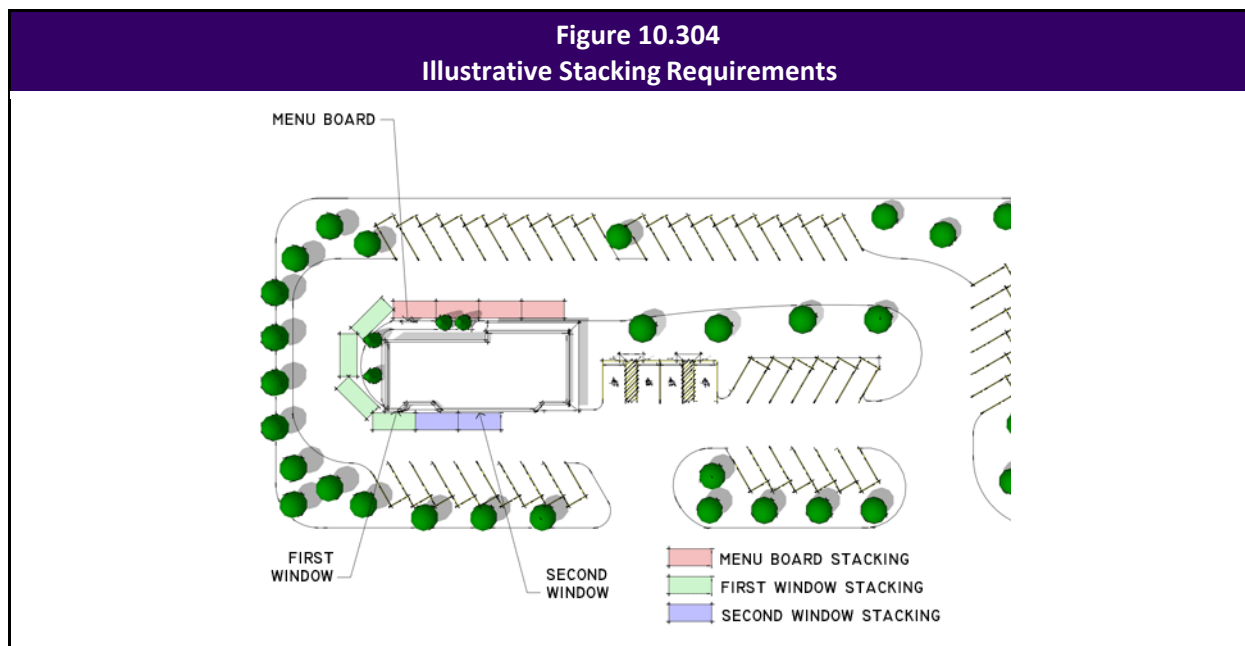 Figure 10.304
Illustrative Stacking Requirements
MENU BOARD
FIRST
WINDOW
SECOND
WINDOW
MENU BOARD STACKING
FIRST WINDOW STACKING
SECOND WINDOW STACKING